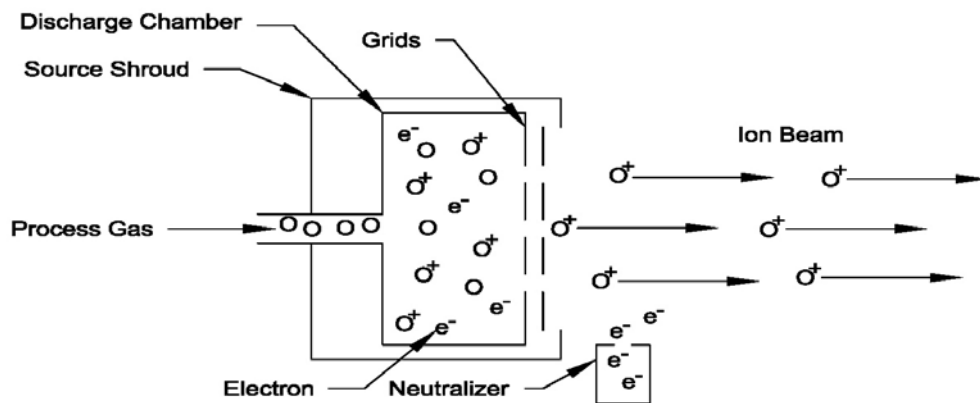 Discharge Chamber
Grids
Source Shroud
Ion Beam
e⁻ O O⁺
O⁺ O O⁺ O⁺
e⁻
Process Gas O O O O O O⁺ O⁺
O⁺
O⁺ O O⁺ O⁺
e⁻
O⁺ e⁻ e⁻ e⁻
e⁻
e⁻
Electron
Neutralizer